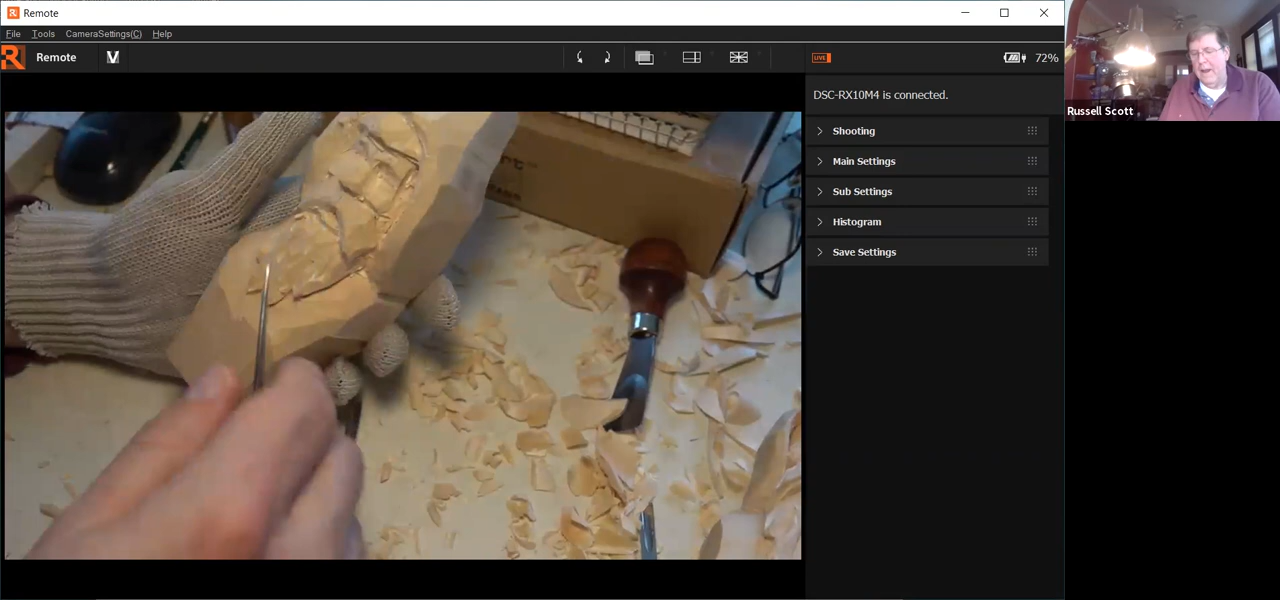 Remote
File Tools CameraSettings(C) Help
Remote
LIVE
72%
DSC-RX10M4 is connected.
Shooting
Main Settings
Sub Settings
Histogram
Save Settings
Russell Scott